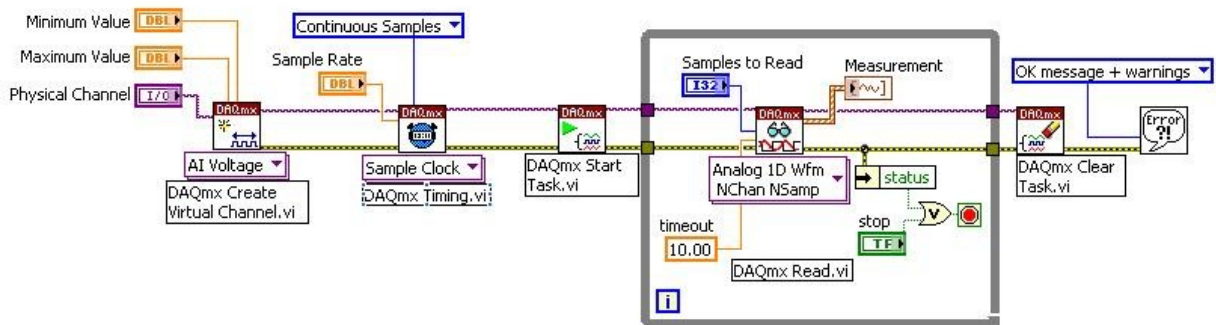 Minimum Value DBL
Maximum Value DBL
Physical Channel I/O
Continuous Samples
Sample Rate
DBL
DAQmx
AI Voltage
DAQmx Create
Virtual Channel.vi
DAQmx
Sample Clock
DAQmx Timing.vi
DAQmx
DAQmx Start
Task.vi
Samples to Read
I32
Measurement
DAQmx
Analog 1D Wfm
NChan NSamp
timeout
10.00
DAQmx Read.vi
status
stop
TF
i
OK message + warnings
DAQmx
DAQmx Clear
Task.vi
Error
?!